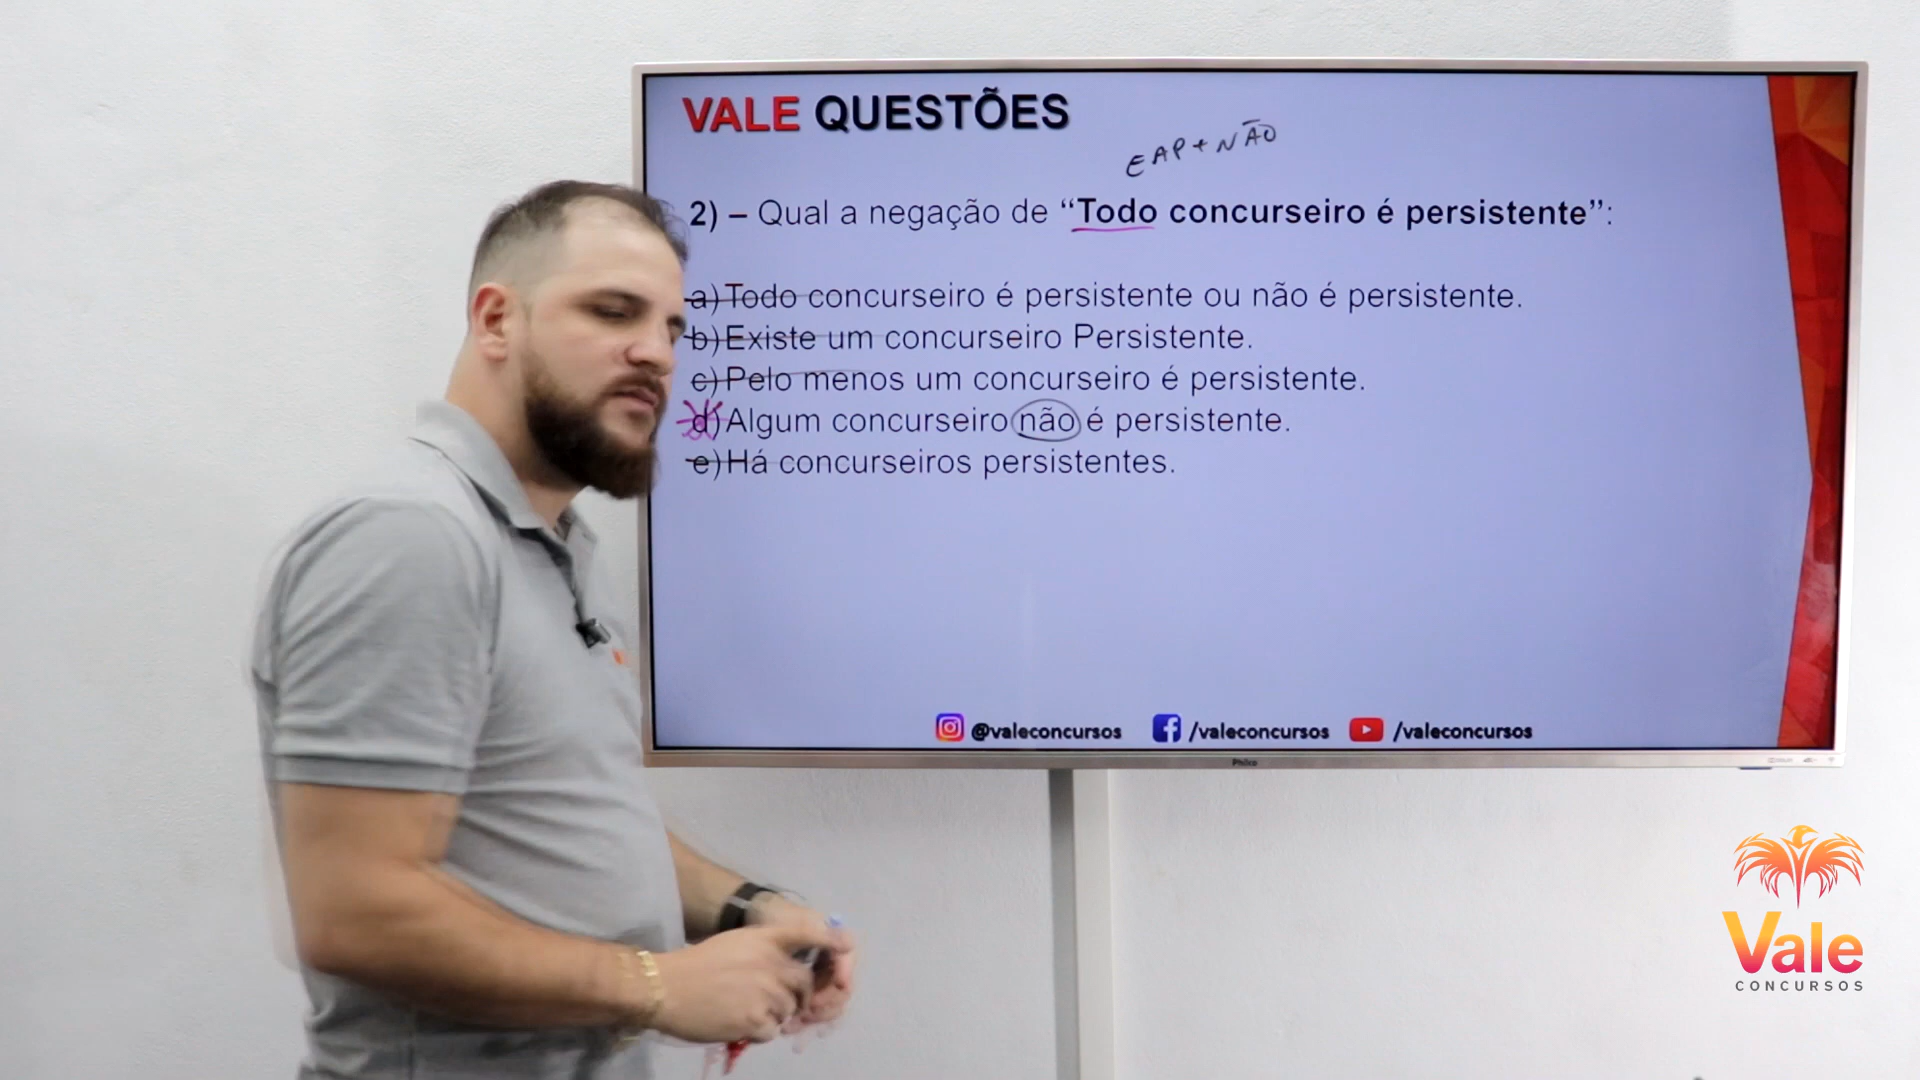 VALE QUESTÕES
EAP + NÃO
2) – Qual a negação de “Todo concurseiro é persistente”:
a) Todo concurseiro é persistente ou não é persistente.
b) Existe um concurseiro Persistente.
c) Pelo menos um concurseiro é persistente.
d) Algum concurseiro não é persistente.
e) Há concurseiros persistentes.
@valeconcursos /valeconcursos /valeconcursos
Philco
Vale
CONCURSOS